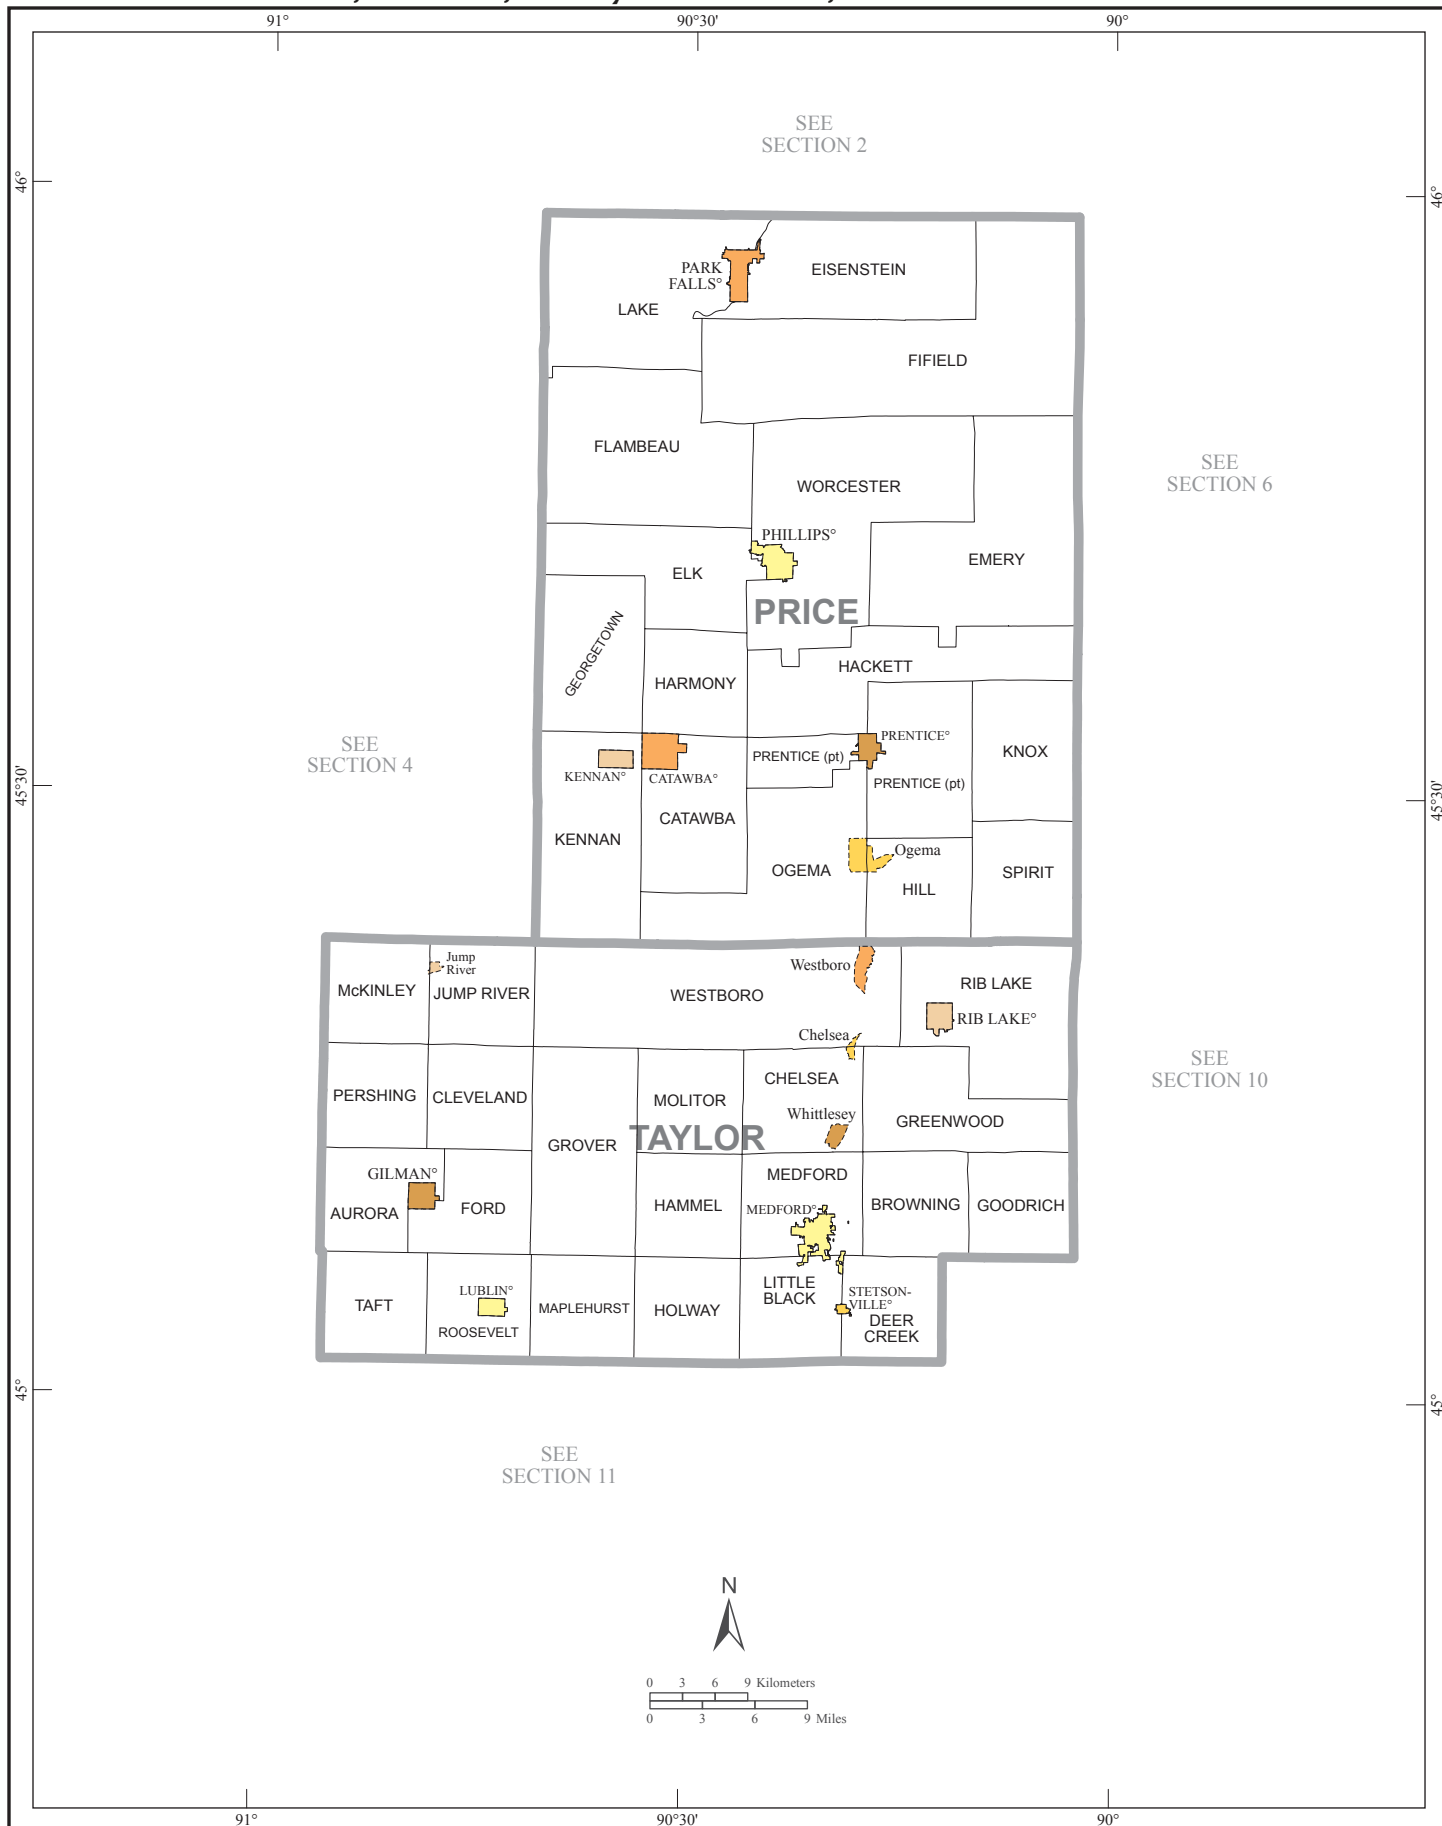 91°
90°30'
90°
SEE
SECTION 2
46°
46°
PARK
FALLS°
EISENSTEIN
LAKE
FIFIELD
FLAMBEAU
SEE
SECTION 6
WORCESTER
PHILLIPS°
EMERY
ELK
PRICE
GEORGETOWN
HACKETT
HARMONY
SEE
SECTION 4
PRENTICE°
KNOX
PRENTICE (pt)
KENNAN°
CATAWBA°
PRENTICE (pt)
45°30'
45°30'
CATAWBA
KENNAN
Ogema
OGEMA
SPIRIT
HILL
Jump
River
Westboro
McKINLEY
JUMP RIVER
WESTBORO
RIB LAKE
RIB LAKE°
Chelsea
SEE
SECTION 10
CHELSEA
PERSHING
CLEVELAND
MOLITOR
Whittlesey
GREENWOOD
TAYLOR
GROVER
GILMAN°
MEDFORD
AURORA
FORD
HAMMEL
MEDFORD°
BROWNING
GOODRICH
LITTLE
BLACK
LUBLIN°
STETSON-
VILLE°
TAFT
MAPLEHURST
HOLWAY
ROOSEVELT
DEER
CREEK
45°
45°
SEE
SECTION 11
N
0 3 6 9 Kilometers
0 3 6 9 Miles
91°
90°30'
90°